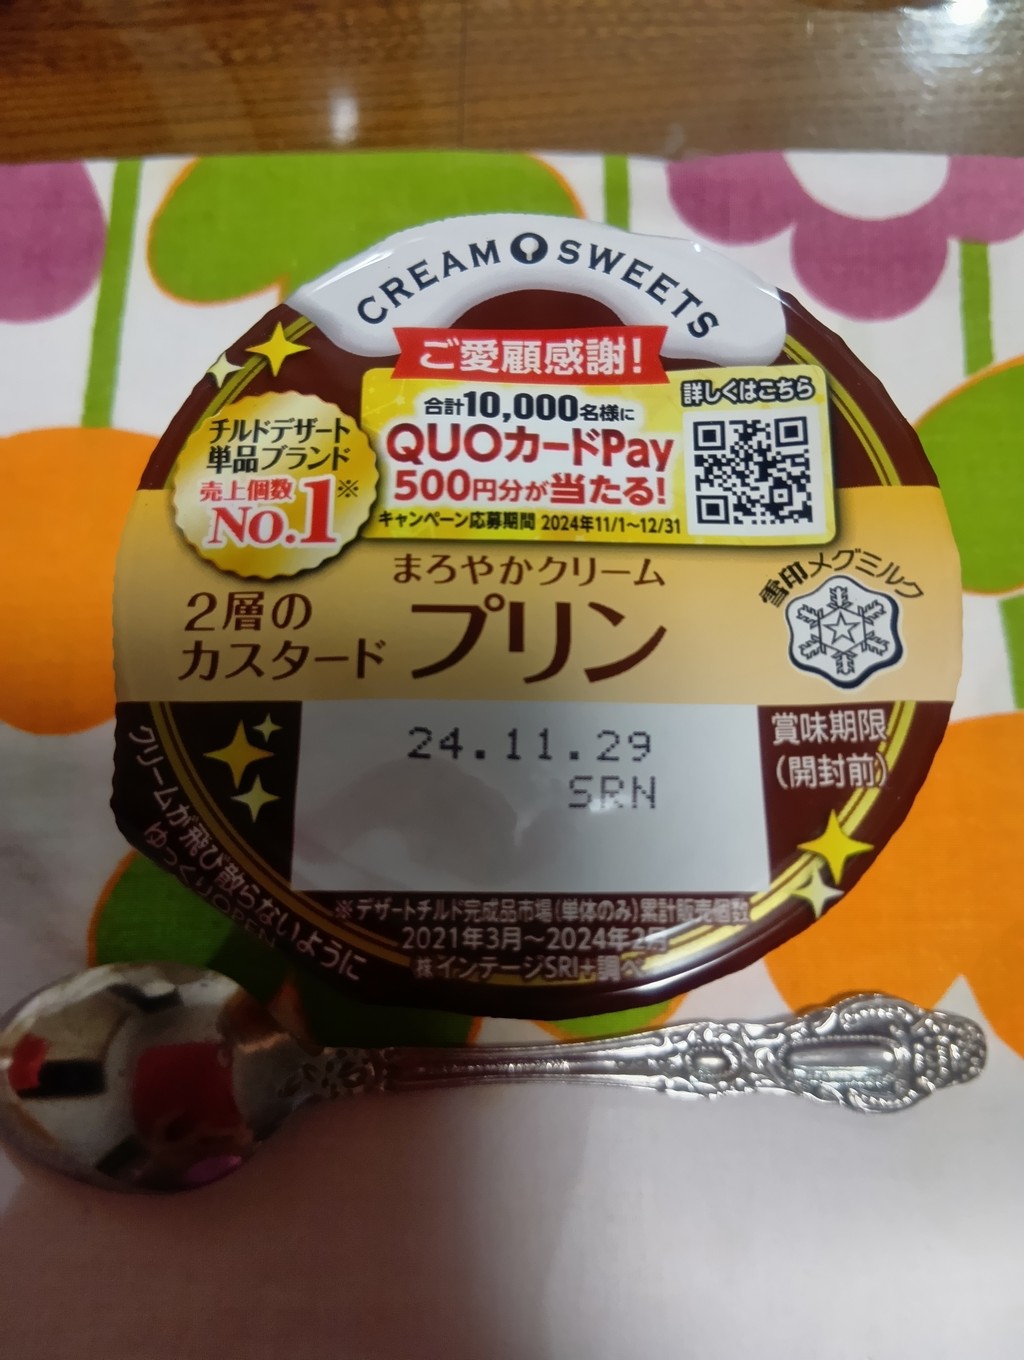 CREAM SWEETS
ご愛顧感謝!
合計10,000名様に
QUOカードPay
500円分が当たる!
キャンペーン応募期間 2024年11/1〜12/31
詳しくはこちら
チルドデザート
単品ブランド
売上個数※
No.1
まろやかクリーム
2層の
カスタード
プリン
雪印メグミルク
24.11.29
SRN
賞味期限
(開封前)
クリームが飛び散らないように
ゆっくりOPEN
※デザートチルド完成品市場(単体のみ)累計販売個数
2021年3月〜2024年2月
㈱インテージSRI+調べ